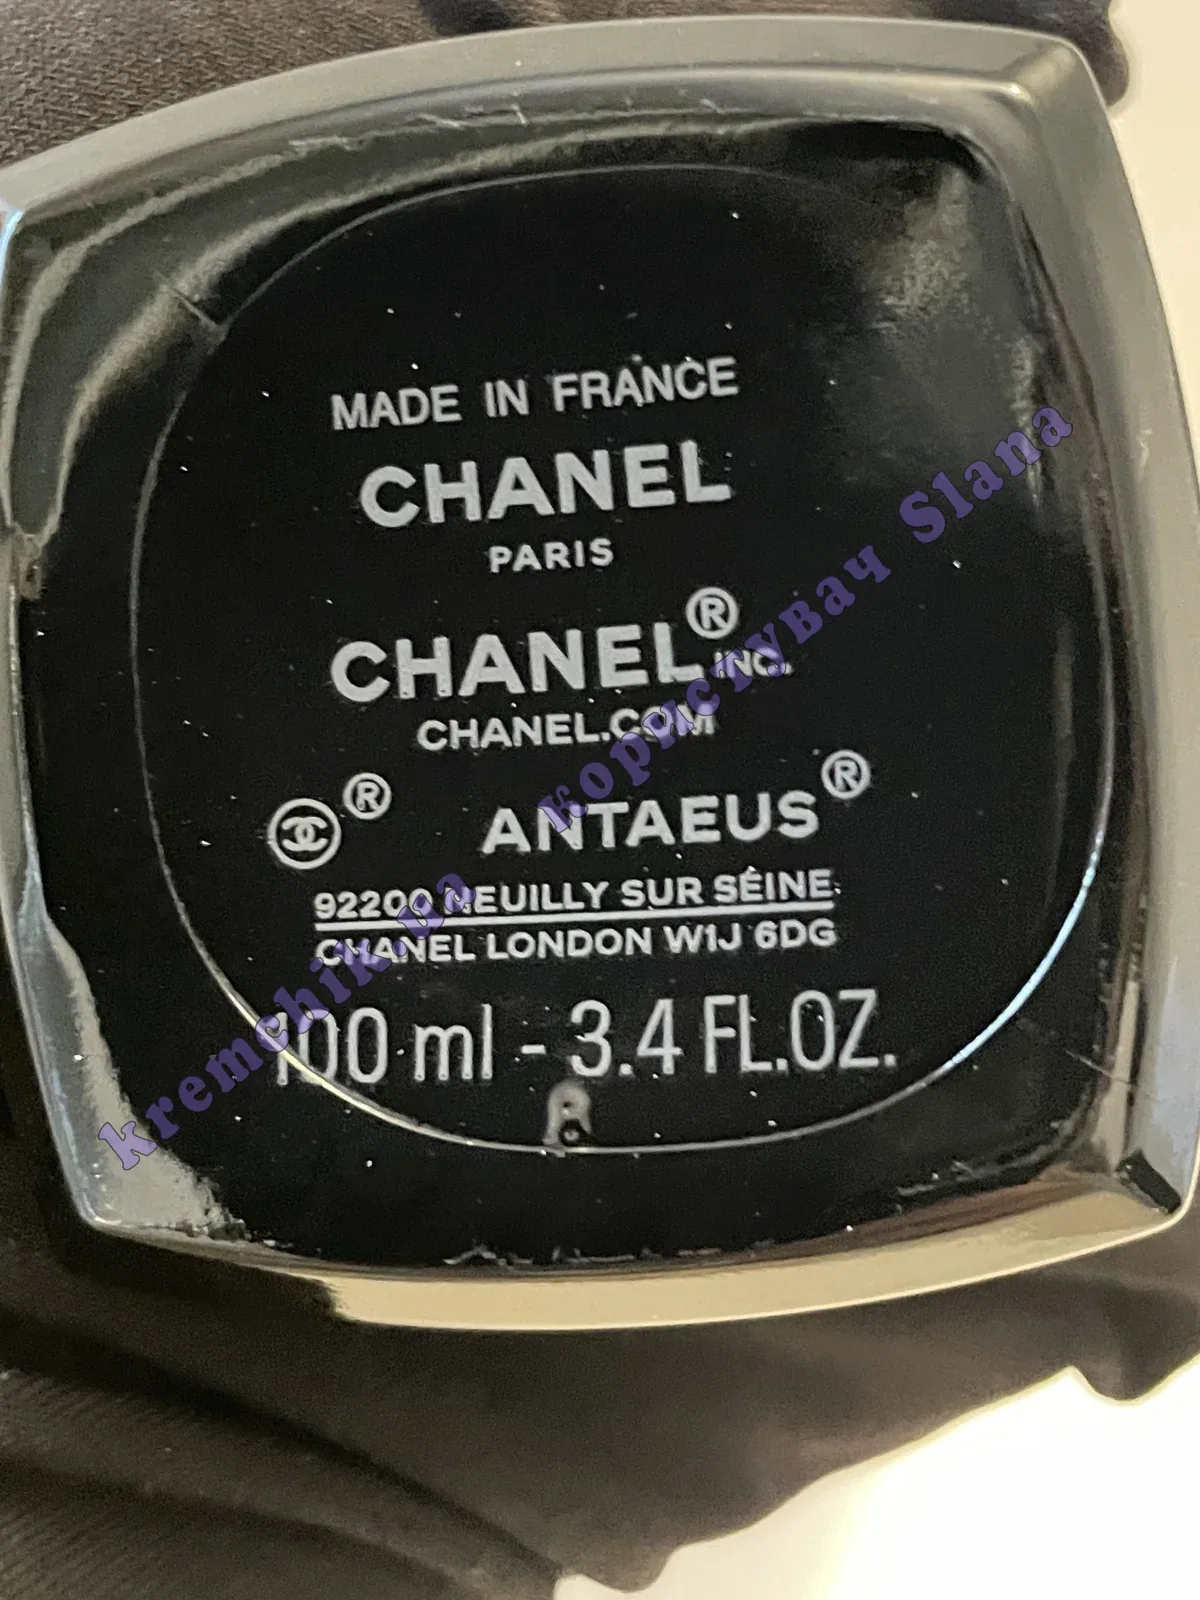 MADE IN FRANCE
CHANEL
PARIS
CHANEL® INC.
CHANEL.COM
® ANTAEUS®
92200 NEUILLY SUR SEINE
CHANEL LONDON W1J 6DG
100 ml - 3.4 FL.OZ.
kremchik.ua користувач Slana